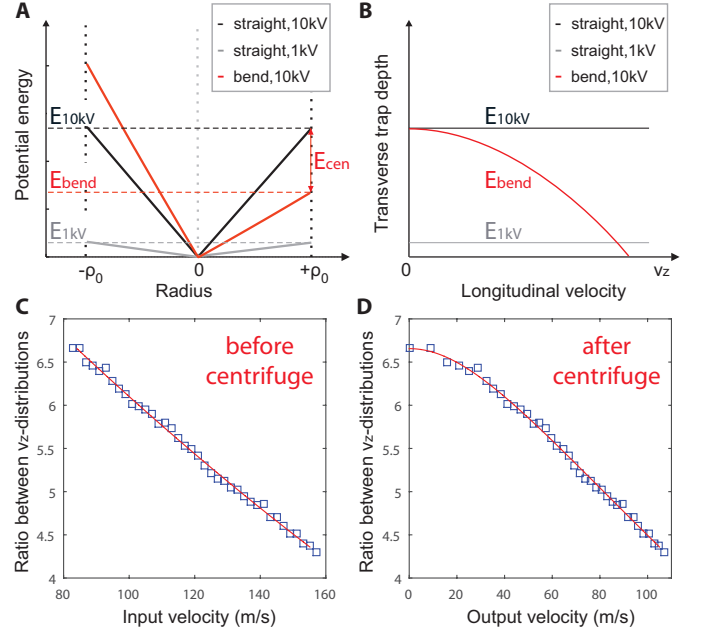 A
straight,10kV
straight,1kV
bend,10kV
Potential energy
E10kV
Ebend
E1kV
Ecen
-ρ0
0
+ρ0
Radius
B
straight,10kV
straight,1kV
bend,10kV
Transverse trap depth
E10kV
Ebend
E1kV
0
vz
Longitudinal velocity
C
before
centrifuge
Ratio between vz-distributions
7
6.5
6
5.5
5
4.5
4
80
100
120
140
160
Input velocity (m/s)
D
after
centrifuge
Ratio between vz-distributions
7
6.5
6
5.5
5
4.5
4
0
20
40
60
80
100
Output velocity (m/s)